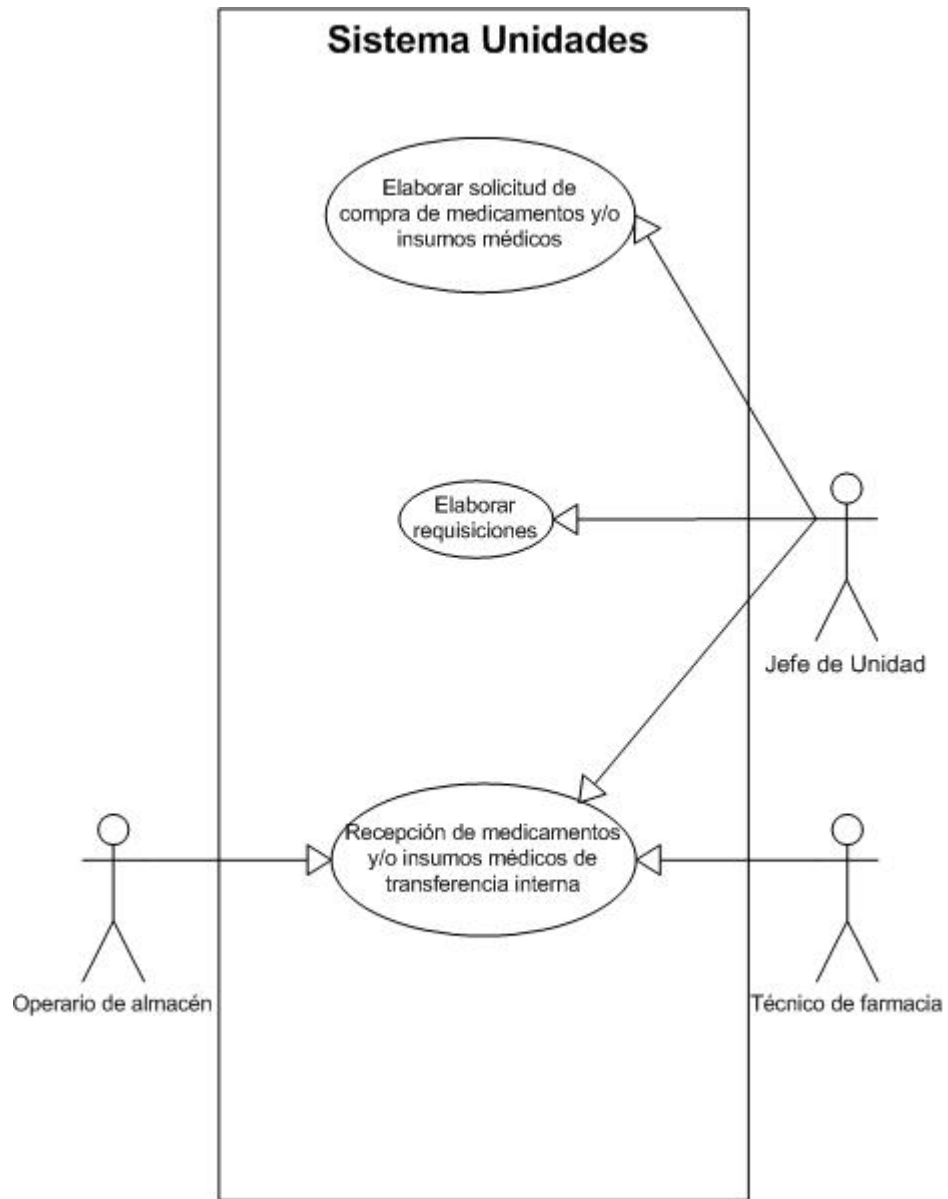 Sistema Unidades
Elaborar solicitud de
compra de medicamentos y/o
insumos médicos
Elaborar
requisiciones
Jefe de Unidad
Recepción de medicamentos
y/o insumos médicos de
transferencia interna
Operario de almacén
Técnico de farmacia